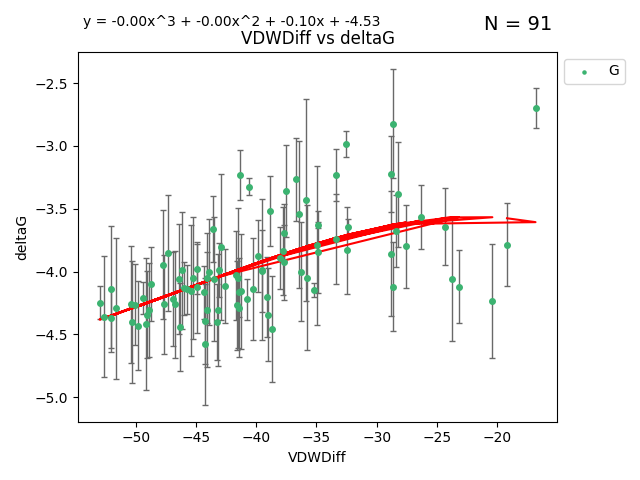 y = -0.00x^3 + -0.00x^2 + -0.10x + -4.53
N = 91
VDWDiff vs deltaG
G
deltaG
−2.5
−3.0
−3.5
−4.0
−4.5
−5.0
−50 −45 −40 −35 −30 −25 −20
VDWDiff